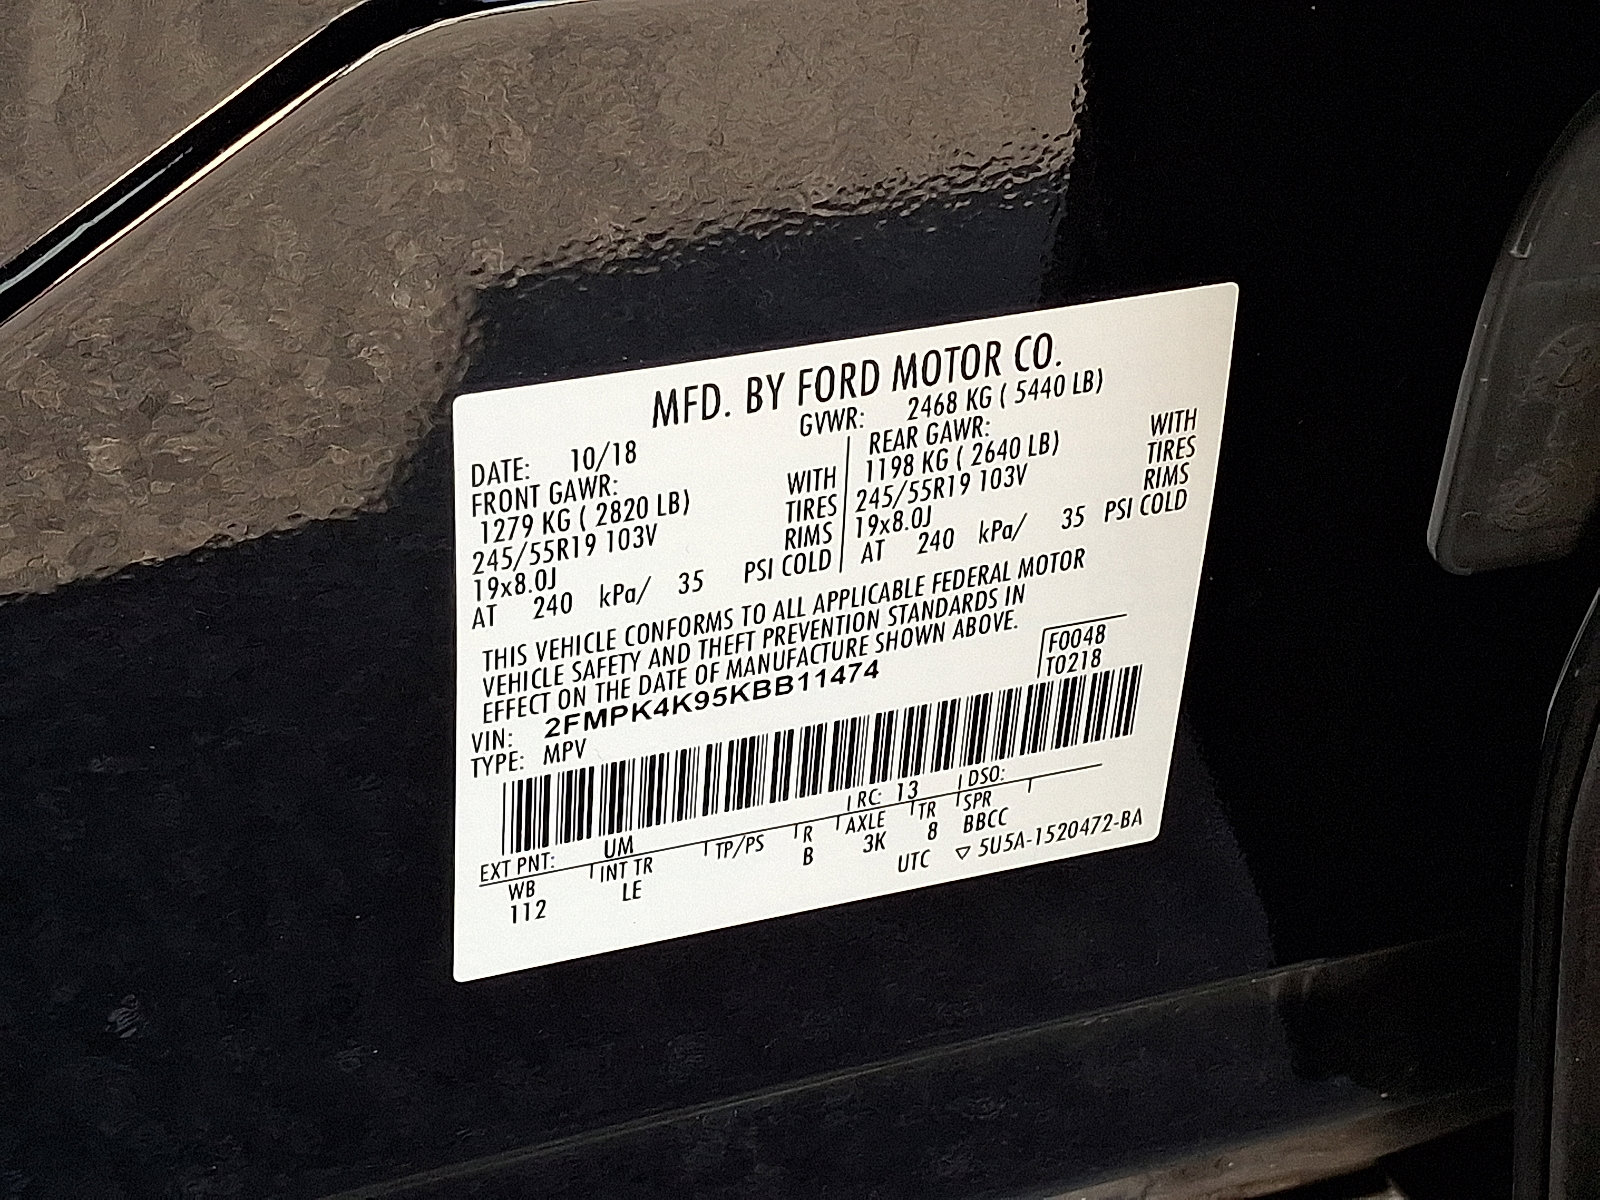 MFD. BY FORD MOTOR CO.
DATE: 10/18 GVWR: 2468 KG ( 5440 LB)
FRONT GAWR: REAR GAWR:
1279 KG ( 2820 LB) WITH 1198 KG ( 2640 LB) WITH
245/55R19 103V TIRES 245/55R19 103V TIRES
19x8.0J RIMS 19x8.0J RIMS
AT 240 kPa/ 35 PSI COLD AT 240 kPa/ 35 PSI COLD
THIS VEHICLE CONFORMS TO ALL APPLICABLE FEDERAL MOTOR
VEHICLE SAFETY AND THEFT PREVENTION STANDARDS IN
EFFECT ON THE DATE OF MANUFACTURE SHOWN ABOVE.
F0048
VIN: 2FMPK4K95KBB11474 T0218
TYPE: MPV
EXT PNT: UM RC: 13 DSO:
WB INT TR TP/PS R AXLE TR SPR
112 LE B 3K 8 BBCC
UTC ▽ 5U5A-1520472-BA